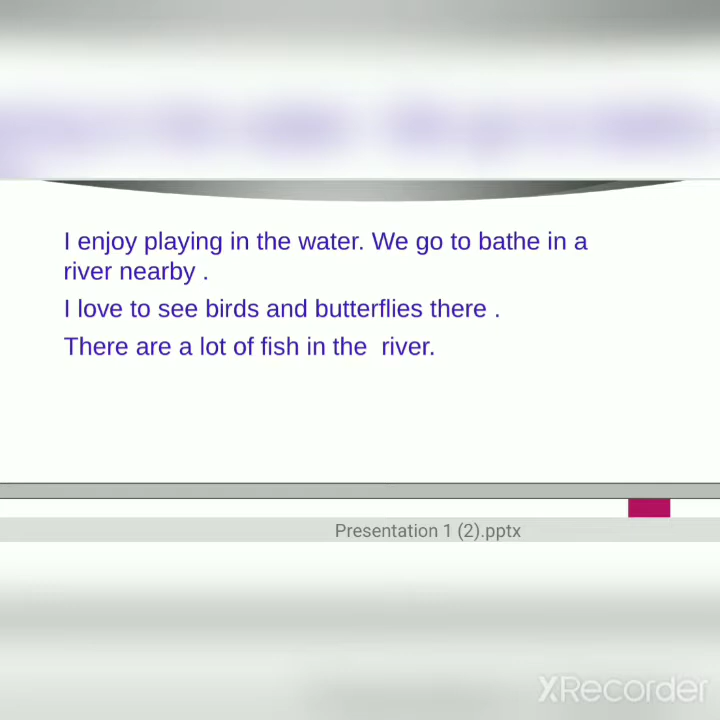 I enjoy playing in the water. We go to bathe in a
river nearby .
I love to see birds and butterflies there .
There are a lot of fish in the  river.
Presentation 1 (2).pptx
XRecorder